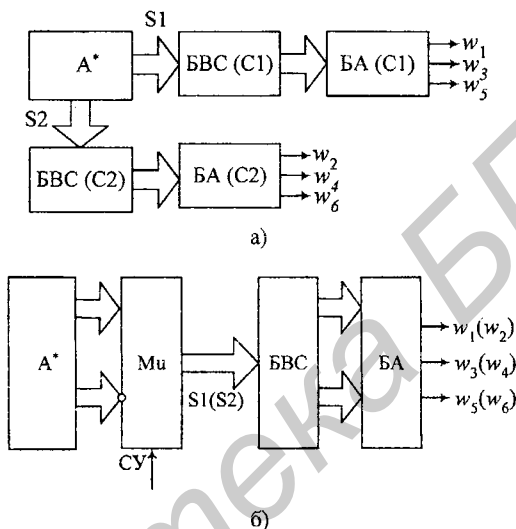 S1
A*
БВС (С1)
БА (С1)
w1
w3
w5
S2
БВС (С2)
БА (С2)
w2
w4
w6
а)
A*
Mu
S1(S2)
БВС
БА
w1(w2)
w3(w4)
w5(w6)
СУ
б)
тека Б